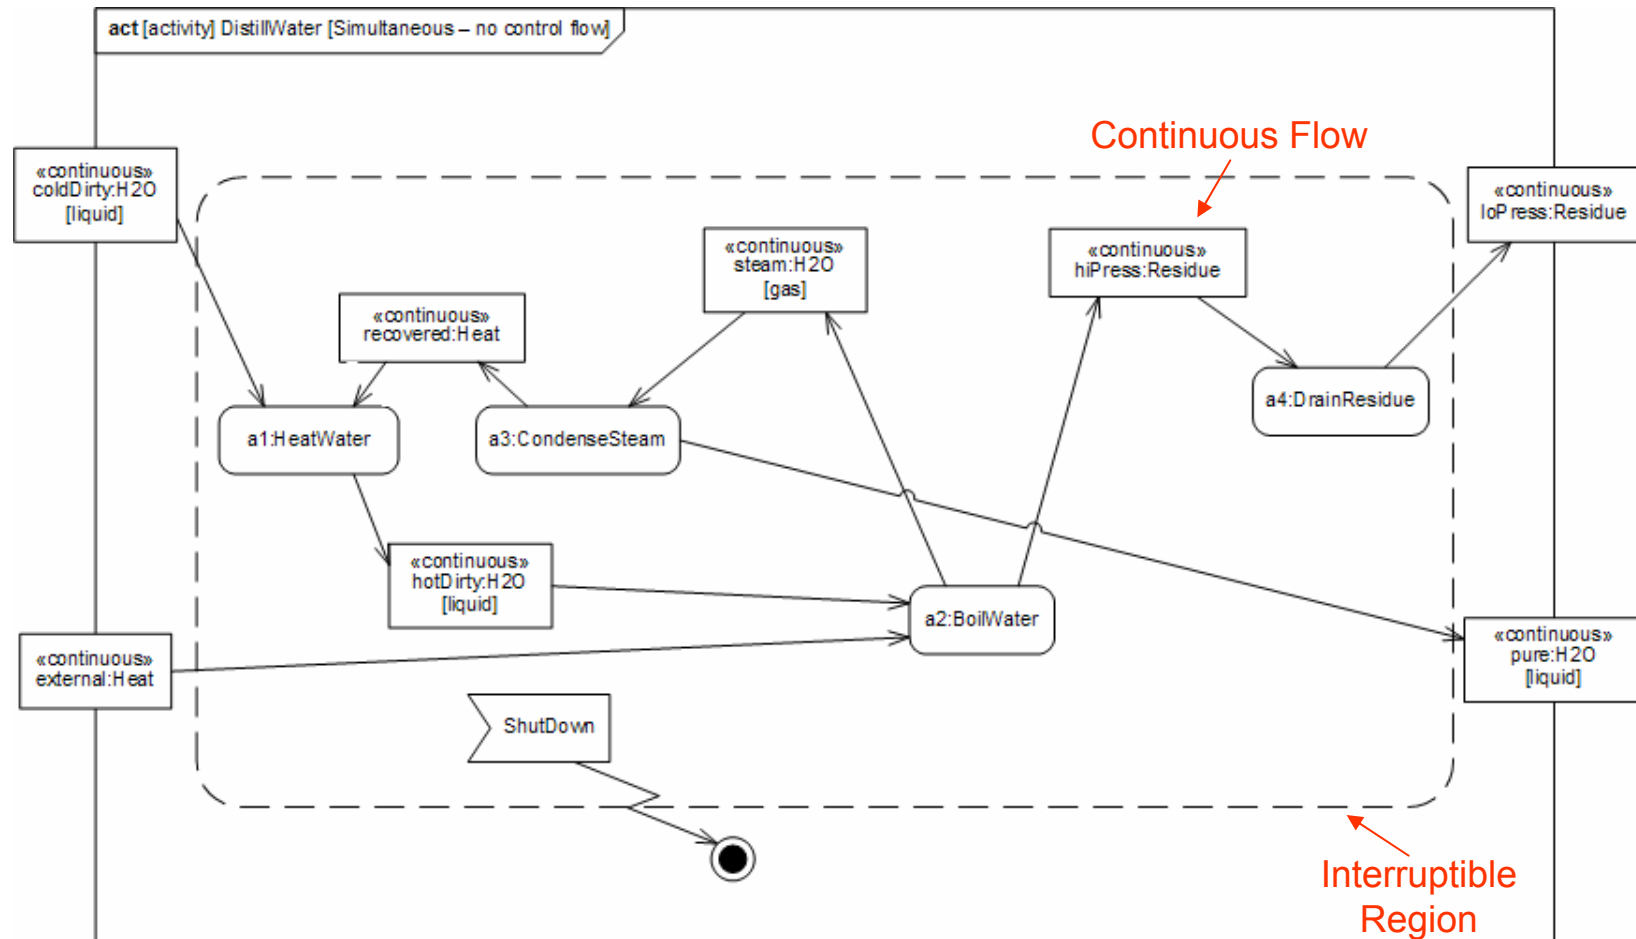 act [activity] DistillWater [Simultaneous – no control flow]
Continuous Flow
«continuous»
coldDirty:H2O
[liquid]
«continuous»
loPress:Residue
«continuous»
steam:H2O
[gas]
«continuous»
hiPress:Residue
«continuous»
recovered:Heat
a4:DrainResidue
a1:HeatWater
a3:CondenseSteam
«continuous»
hotDirty:H2O
[liquid]
a2:BoilWater
«continuous»
external:Heat
«continuous»
pure:H2O
[liquid]
ShutDown
Interruptible
Region